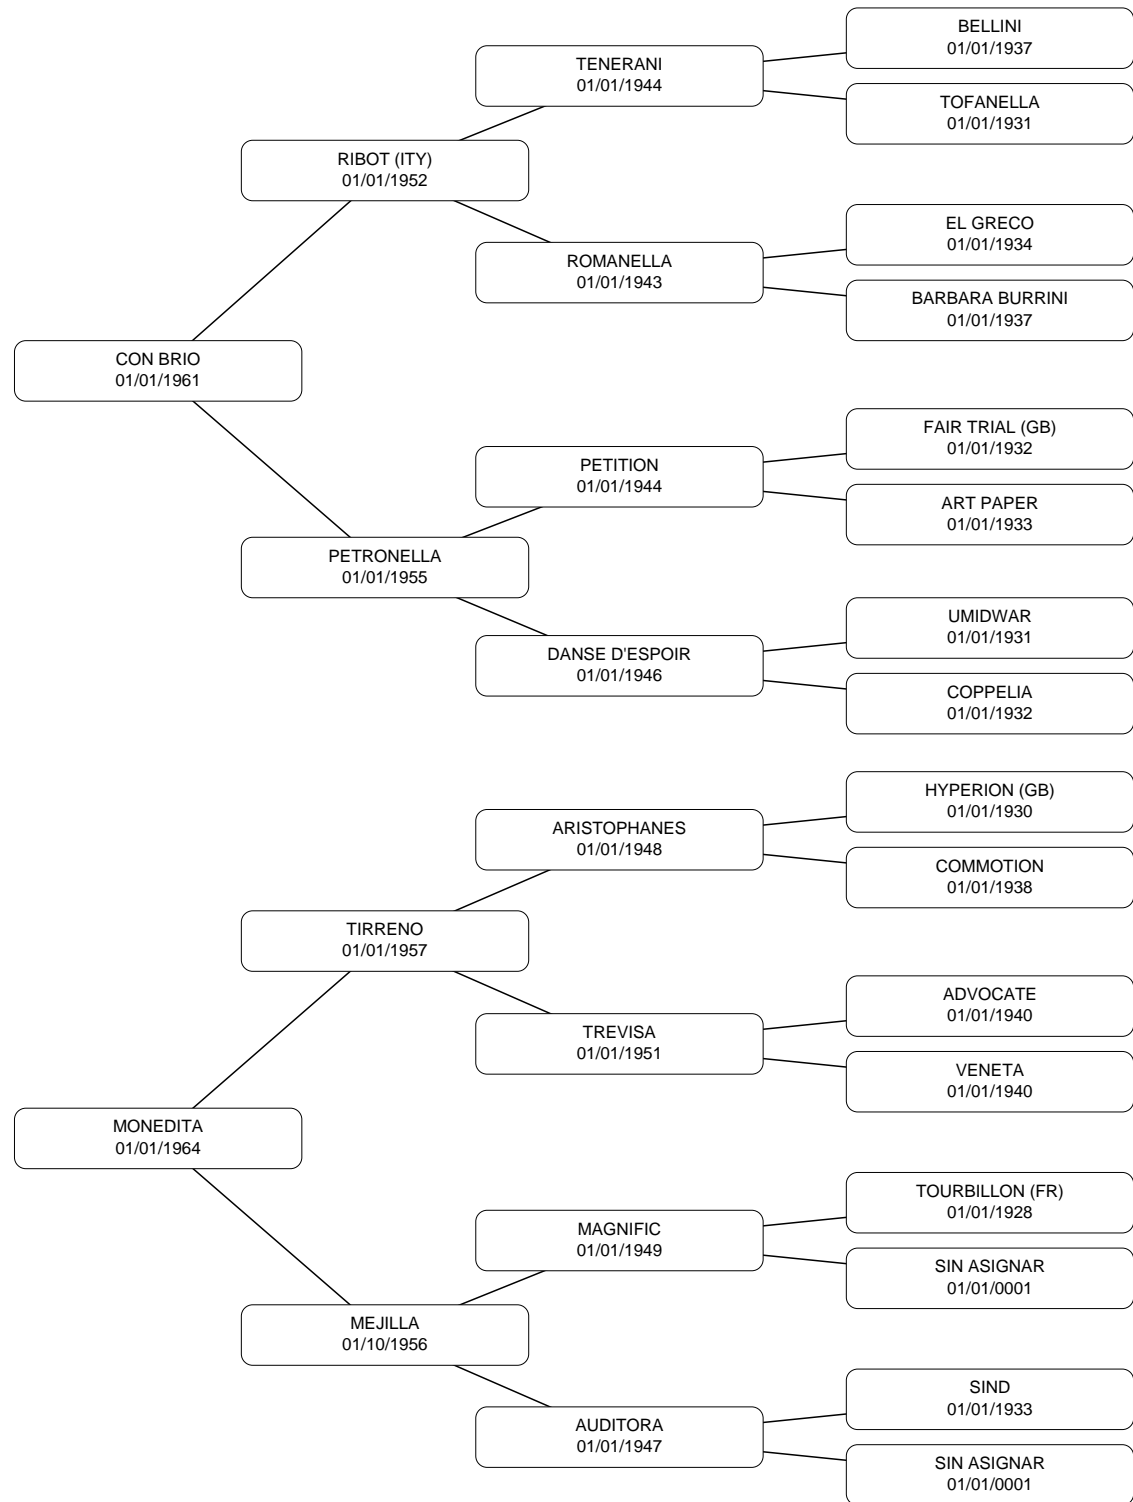 BELLINI
01/01/1937
TENERANI
01/01/1944
TOFANELLA
01/01/1931
RIBOT (ITY)
01/01/1952
EL GRECO
01/01/1934
ROMANELLA
01/01/1943
BARBARA BURRINI
01/01/1937
CON BRIO
01/01/1961
FAIR TRIAL (GB)
01/01/1932
PETITION
01/01/1944
ART PAPER
01/01/1933
PETRONELLA
01/01/1955
UMIDWAR
01/01/1931
DANSE D'ESPOIR
01/01/1946
COPPELIA
01/01/1932
HYPERION (GB)
01/01/1930
ARISTOPHANES
01/01/1948
COMMOTION
01/01/1938
TIRRENO
01/01/1957
ADVOCATE
01/01/1940
TREVISA
01/01/1951
VENETA
01/01/1940
MONEDITA
01/01/1964
TOURBILLON (FR)
01/01/1928
MAGNIFIC
01/01/1949
SIN ASIGNAR
01/01/0001
MEJILLA
01/10/1956
SIND
01/01/1933
AUDITORA
01/01/1947
SIN ASIGNAR
01/01/0001